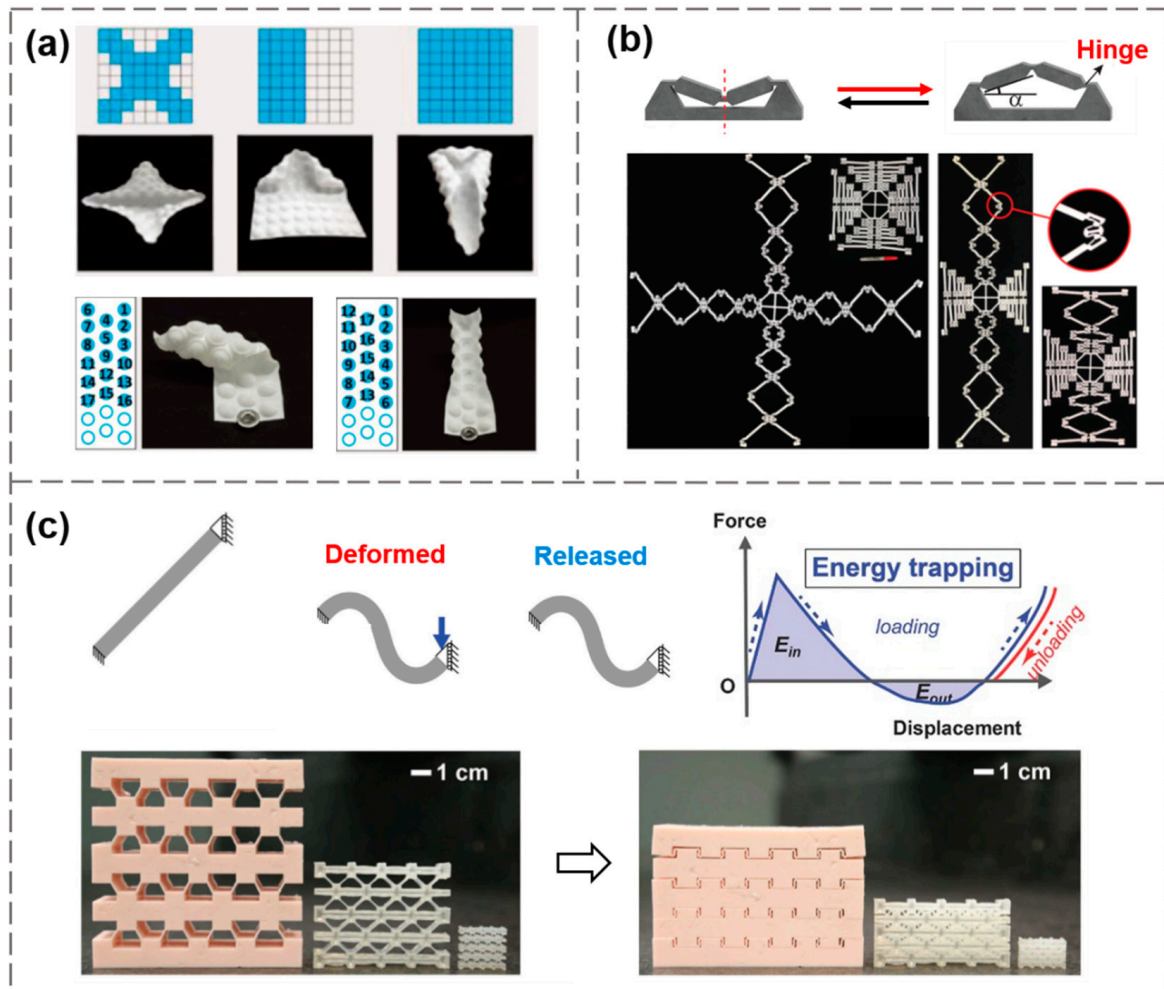 (a)
6 1
4
7 2
5
8 3
9
11 10
12
14 13
15
17 16
12 1
17
11 2
16
10 3
15
9 4
14
8 5
13
7 6
(b)
Hinge
α
(c)
Deformed
Released
Force
Energy trapping
loading
unloading
E_in
E_out
O
Displacement
1 cm
1 cm